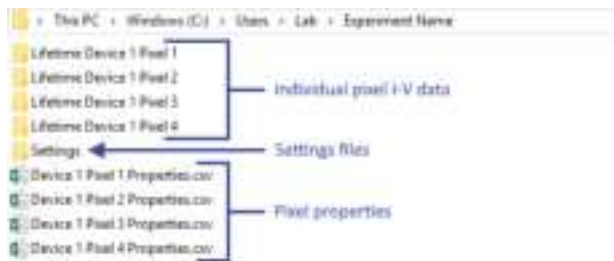 › This PC › Windows (C:) › Users › Lab › Experiment Name
Lifetime Device 1 Pixel 1
Lifetime Device 1 Pixel 2
Lifetime Device 1 Pixel 3
Lifetime Device 1 Pixel 4
Individual pixel I-V data
Settings
Settings files
Device 1 Pixel 1 Properties.csv
Device 1 Pixel 2 Properties.csv
Device 1 Pixel 3 Properties.csv
Device 1 Pixel 4 Properties.csv
Pixel properties